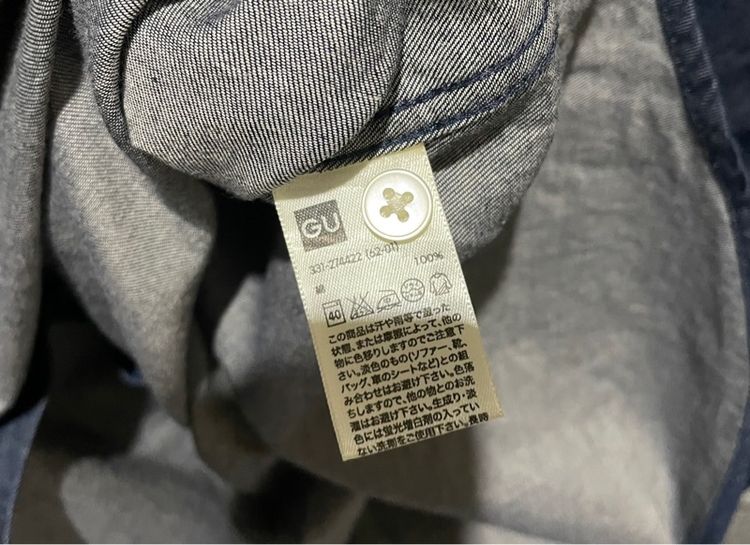 GU
331-274422 (62-01)
綿 100%
40
この商品は汗や雨等で湿った
状態、または摩擦によって、他の
物に色移りしますのでご注意下
さい。淡色のもの(ソファー、靴、
バッグ、車のシートなど)との組
み合わせはお避け下さい。色落
ちしますので、他の物とのお洗
濯はお避け下さい。生成り・淡
色には蛍光増白剤の入ってい
ない洗剤をご使用下さい。長時